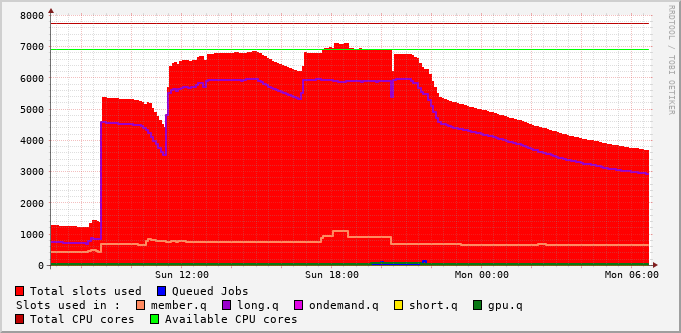 8000
7000
6000
5000
4000
3000
2000
1000
0
Sun 12:00 Sun 18:00 Mon 00:00 Mon 06:00
RRDTOOL / TOBI OETIKER
Total slots used Queued Jobs
Slots used in : member.q long.q ondemand.q short.q gpu.q
Total CPU cores Available CPU cores